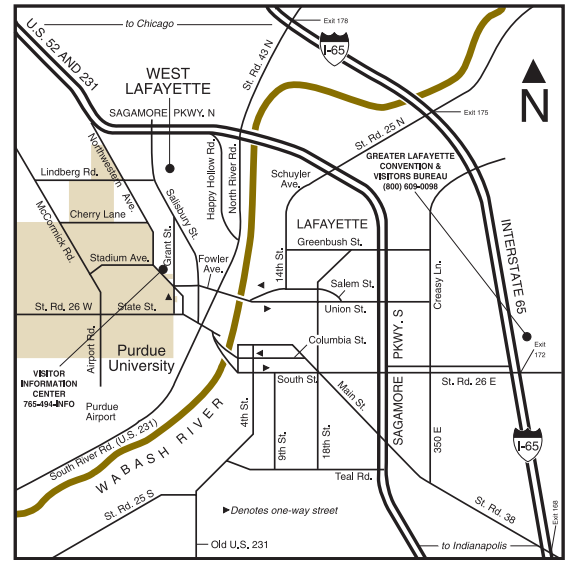 to Chicago
Exit 178
U.S. 52 AND 231
I-65
St. Rd. 43 N
WEST
LAFAYETTE
SAGAMORE PKWY. N
Exit 175
N
St. Rd. 25 N
Northwestern Ave.
Happy Hollow Rd.
North River Rd.
GREATER LAFAYETTE
CONVENTION &
VISITORS BUREAU
(800) 609-0098
Lindberg Rd.
Schuyler
Ave.
Salisbury St.
McCormick Rd.
Cherry Lane
Grant St.
LAFAYETTE
Greenbush St.
INTERSTATE 65
Stadium Ave.
Fowler
Ave.
14th St.
Salem St.
Creasy Ln.
St. Rd. 26 W
State St.
Union St.
Columbia St.
Airport Rd.
Purdue
University
Exit
172
VISITOR
INFORMATION
CENTER
765-494-INFO
South St.
Main St.
SAGAMORE PKWY. S
St. Rd. 26 E
Purdue
Airport
4th St.
9th St.
18th St.
350 E
South River Rd. (U.S. 231)
WABASH RIVER
I-65
Teal Rd.
St. Rd. 25 S
Denotes one-way street
St. Rd. 38
Exit 168
Old U.S. 231
to Indianapolis